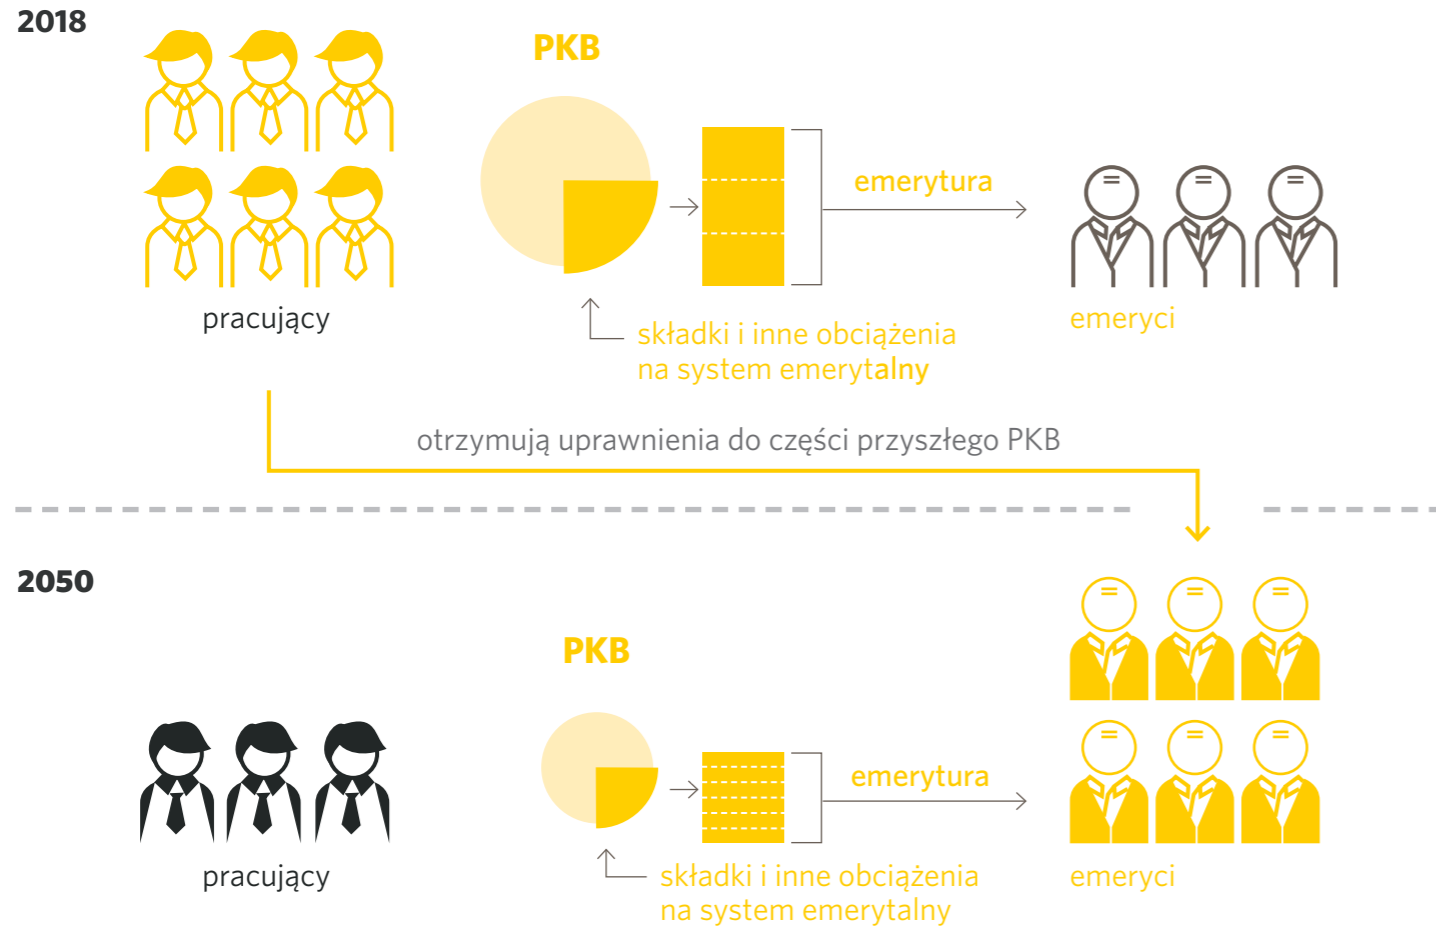 2018
PKB
emerytura
pracujący
emeryci
składki i inne obciążenia
na system emerytalny
otrzymują uprawnienia do części przyszłego PKB
2050
PKB
emerytura
pracujący
emeryci
składki i inne obciążenia
na system emerytalny